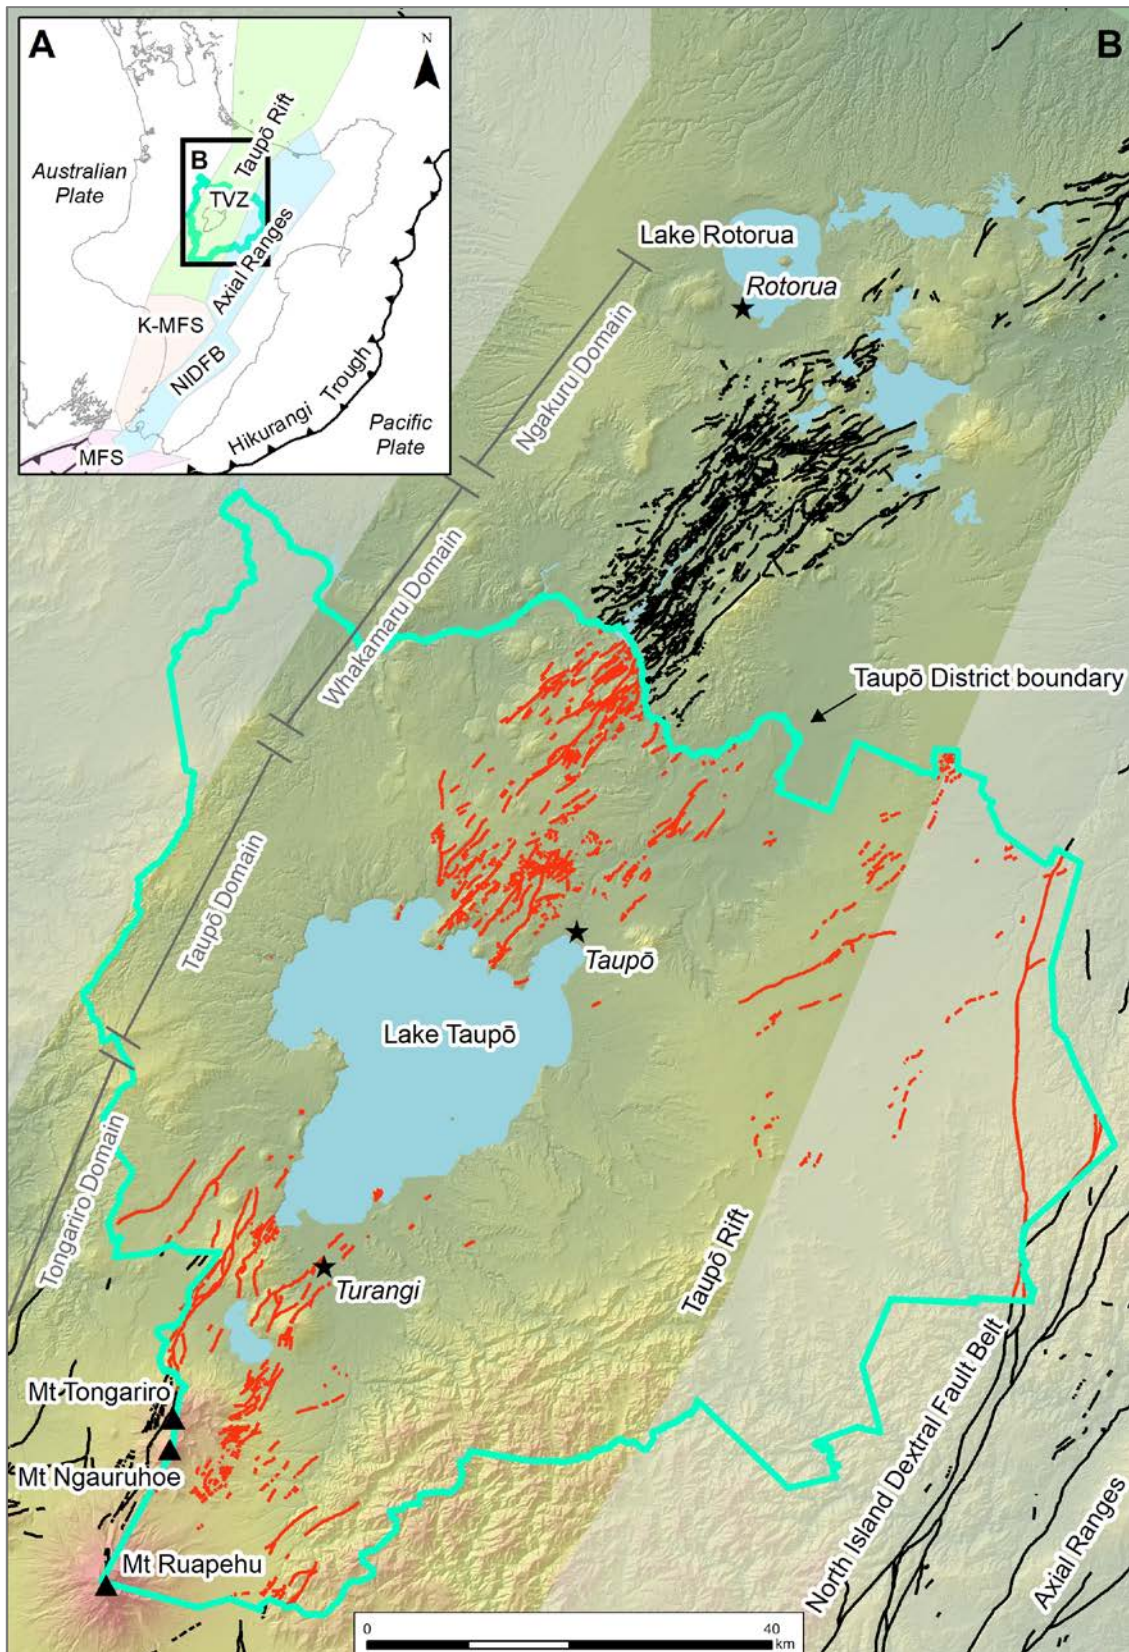 A
N
B
Australian
Plate
B
TVZ
Taupō Rift
Axial Ranges
K-MFS
NIDFB
MFS
Hikurangi Trough
Pacific
Plate
Lake Rotorua
Rotorua
Ngakuru Domain
Whakamaru Domain
Taupō District boundary
Taupō Domain
Taupō
Lake Taupō
Tongariro Domain
Turangi
Taupō Rift
Mt Tongariro
Mt Ngauruhoe
Mt Ruapehu
North Island Dextral Fault Belt
Axial Ranges
0 40
km